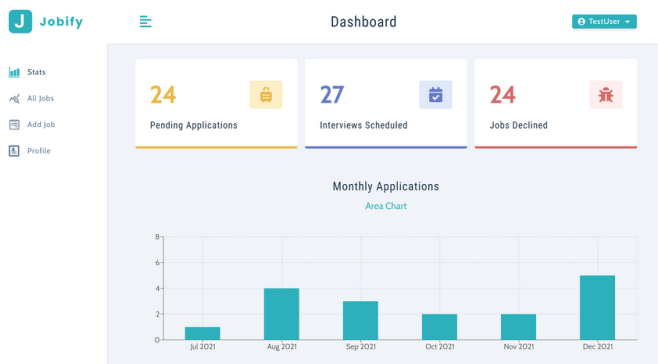 J Jobify
Dashboard
TestUser
Stats
All Jobs
Add Job
Profile
24
Pending Applications
27
Interviews Scheduled
24
Jobs Declined
Monthly Applications
Area Chart
8
6
4
2
0
Jul 2021 Aug 2021 Sep 2021 Oct 2021 Nov 2021 Dec 2021